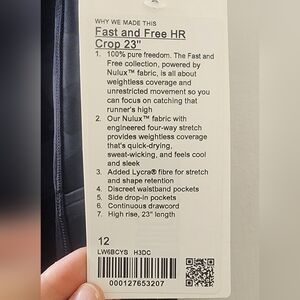 WHY WE MADE THIS
Fast and Free HR
Crop 23"
1. 100% pure freedom. The Fast and
Free collection, powered by
Nulux™ fabric, is all about
weightless coverage and
unrestricted movement so you
can focus on catching that
runner's high
2. Our Nulux™ fabric with
engineered four-way stretch
provides weightless coverage
that's quick-drying,
sweat-wicking, and feels cool
and sleek
3. Added Lycra® fibre for stretch
and shape retention
4. Discreet waistband pockets
5. Side drop-in pockets
6. Continuous drawcord
7. High rise, 23" length
12
LW6BCYS H3DC
000127653207